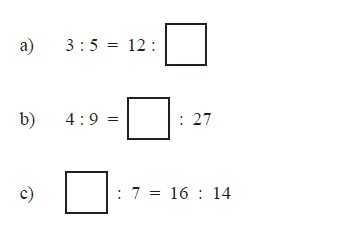 a) 3 : 5 = 12 :
b) 4 : 9 = : 27
c) : 7 = 16 : 14